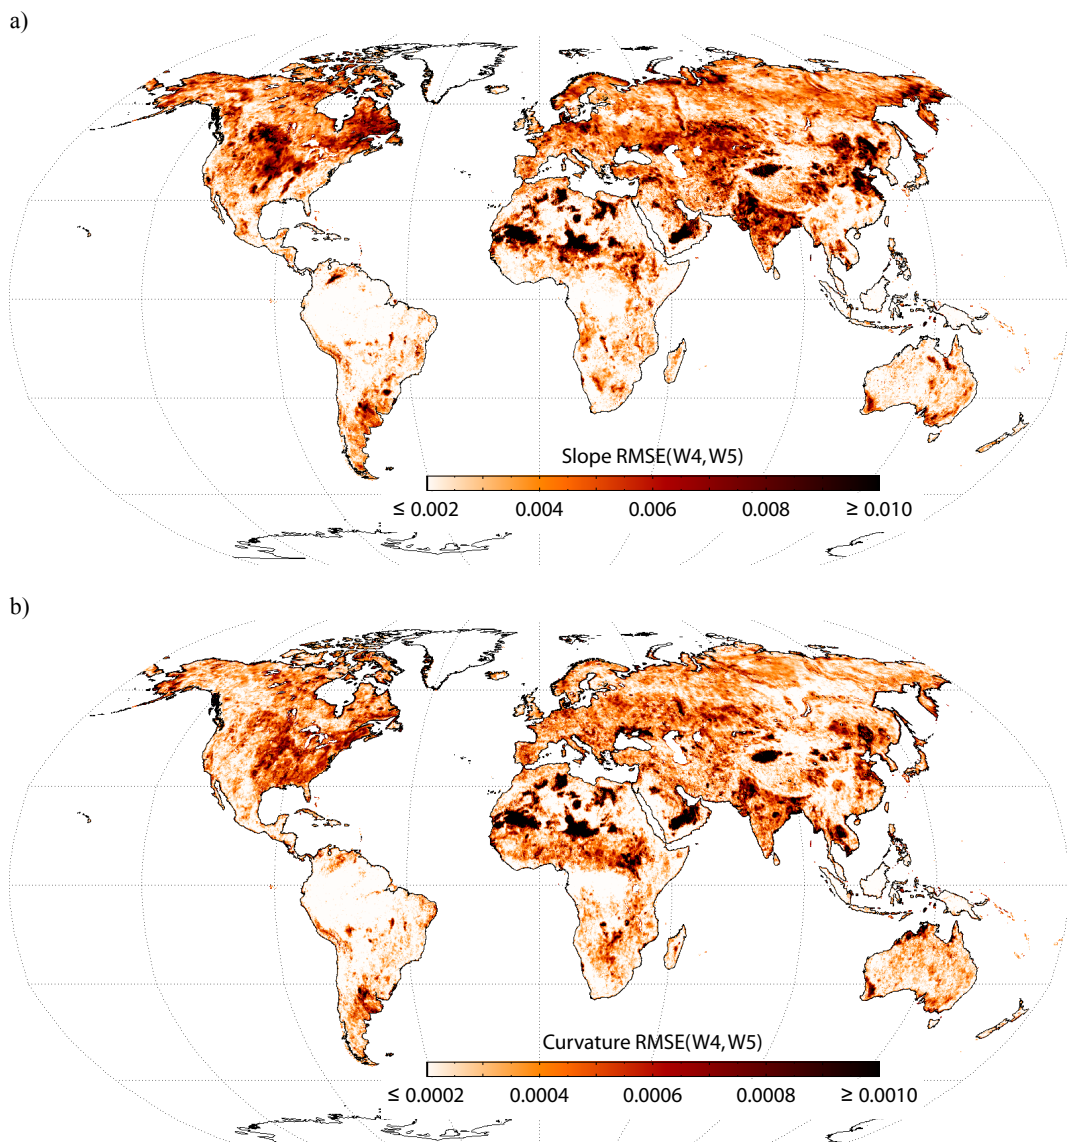 a)
Slope RMSE(W4, W5)
≤ 0.002 0.004 0.006 0.008 ≥ 0.010
b)
Curvature RMSE(W4, W5)
≤ 0.0002 0.0004 0.0006 0.0008 ≥ 0.0010